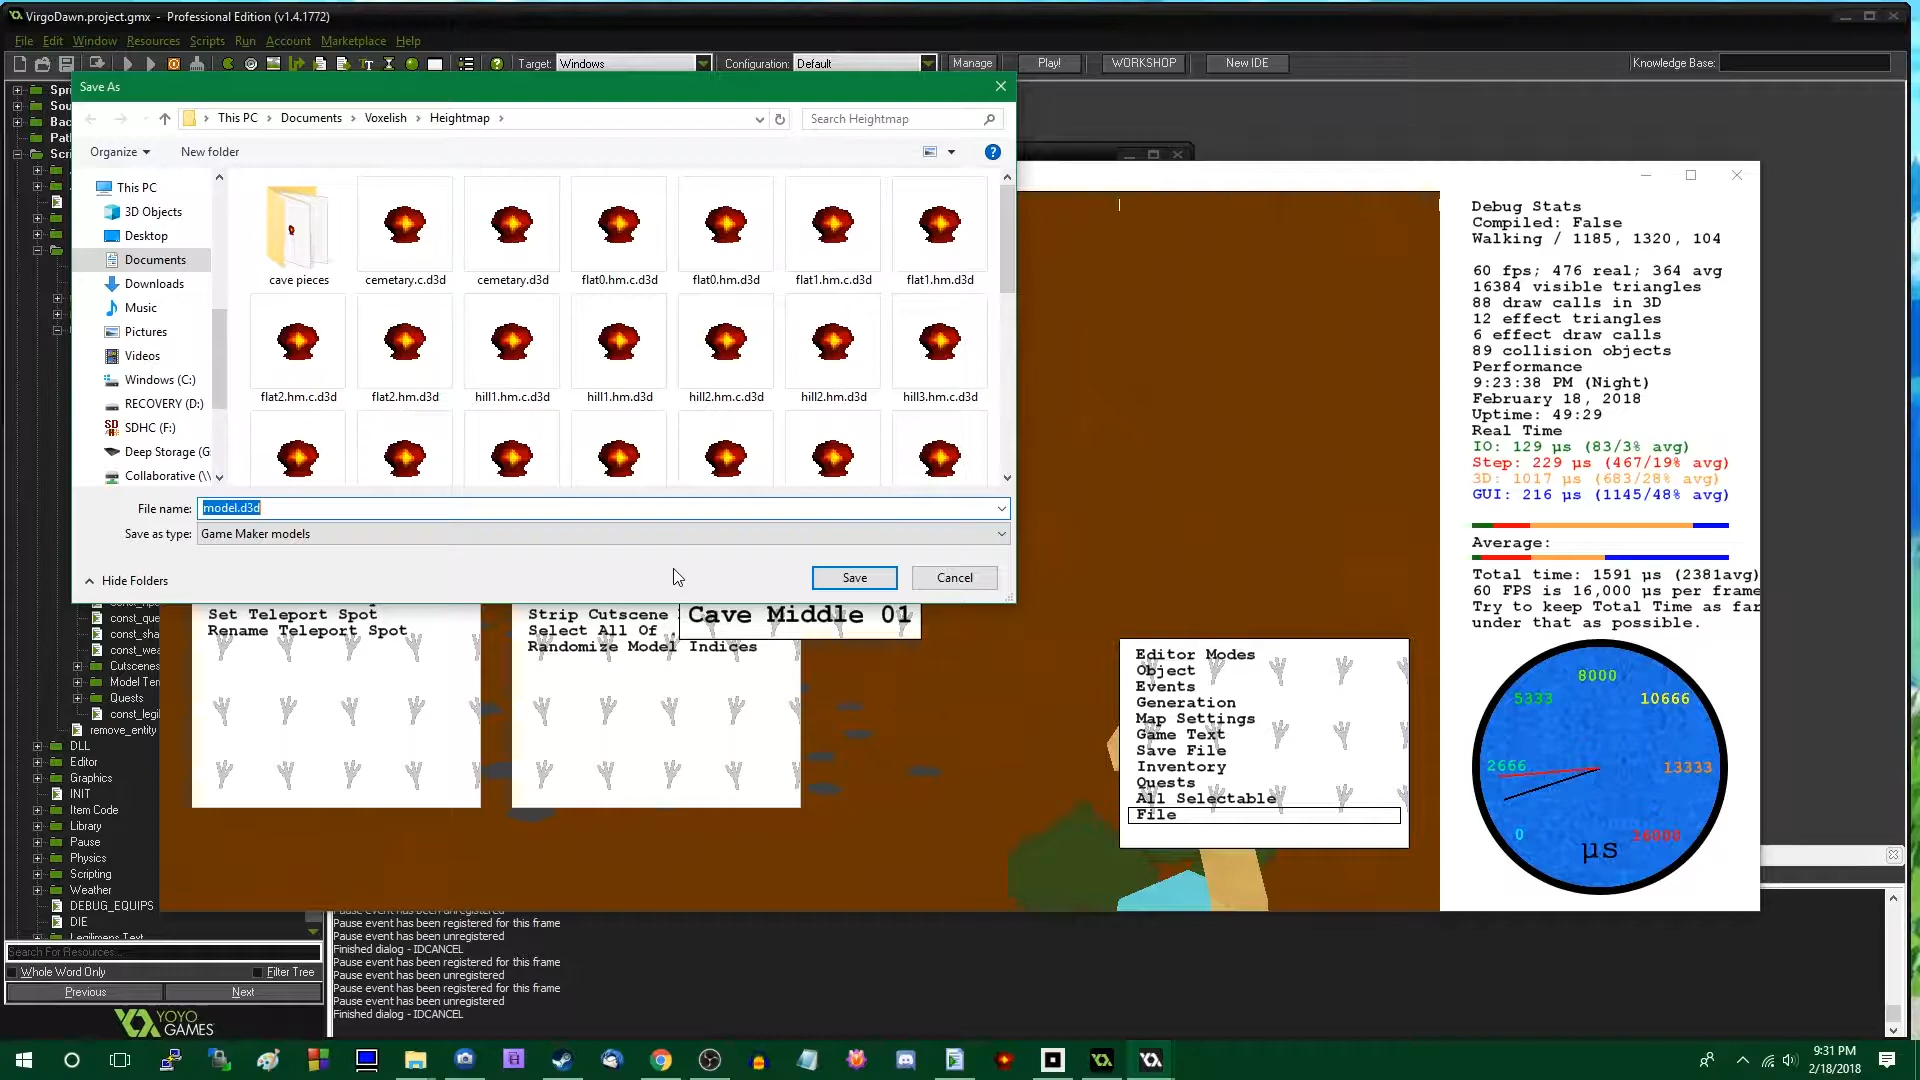 VirgoDawn.project.gmx - Professional Edition (v1.4.1772)
File Edit Window Resources Scripts Run Account Marketplace Help
Target: Windows Configuration: Default Manage Play! WORKSHOP New IDE Knowledge Base:
Save As
This PC > Documents > Voxelish > Heightmap >
Search Heightmap
Organize New folder
This PC
3D Objects
Desktop
Documents
Downloads
Music
Pictures
Videos
Windows (C:)
RECOVERY (D:)
SDHC (F:)
Deep Storage (G:
Collaborative (\\
cave pieces cemetary.c.d3d cemetary.d3d flat0.hm.c.d3d flat0.hm.d3d flat1.hm.c.d3d flat1.hm.d3d
flat2.hm.c.d3d flat2.hm.d3d hill1.hm.c.d3d hill1.hm.d3d hill2.hm.c.d3d hill2.hm.d3d hill3.hm.c.d3d
File name: model.d3d
Save as type: Game Maker models
Hide Folders
Save Cancel
Set Teleport Spot
Rename Teleport Spot
Strip Cutscene
Select All Of
Randomize Model Indices
Cave Middle 01
Editor Modes
Object
Events
Generation
Map Settings
Game Text
Save File
Inventory
Quests
All Selectable
File
Debug Stats
Compiled: False
Walking / 1185, 1320, 104
60 fps; 476 real; 364 avg
16384 visible triangles
88 draw calls in 3D
12 effect triangles
6 effect draw calls
89 collision objects
Performance
9:23:38 PM (Night)
February 18, 2018
Uptime: 49:29
Real Time
IO: 129 µs (83/3% avg)
Step: 229 µs (467/19% avg)
3D: 1017 µs (683/28% avg)
GUI: 216 µs (1145/48% avg)
Average:
Total time: 1591 µs (2381avg)
60 FPS is 16,000 µs per frame
Try to keep Total Time as far
under that as possible.
8000
5333 10666
2666 13333
0 16000
µs
const_que
const_sha
const_wea
Cutscenes
Model Ter
Quests
const_legi
remove_entity
DLL
Editor
Graphics
INIT
Item Code
Library
Pause
Physics
Scripting
Weather
DEBUG_EQUIPS
DIE
Search For Resources...
Whole Word Only Filter Tree
Previous Next
YOYO
GAMES
Pause event has been registered for this frame
Pause event has been unregistered
Finished dialog - IDCANCEL
Pause event has been registered for this frame
Pause event has been unregistered
Pause event has been registered for this frame
Pause event has been unregistered
Finished dialog - IDCANCEL
9:31 PM
2/18/2018